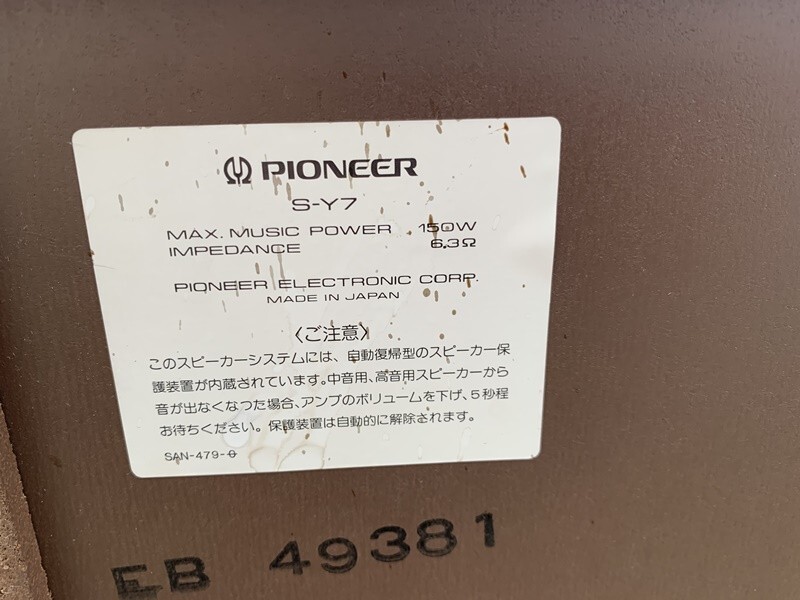 PIONEER
S-Y7
MAX. MUSIC POWER 150W
IMPEDANCE 6.3Ω
PIONEER ELECTRONIC CORP.
MADE IN JAPAN
〈ご注意〉
このスピーカーシステムには、自動復帰型のスピーカー保
護装置が内蔵されています。中音用、高音用スピーカーから
音が出なくなつた場合、アンプのボリュームを下げ、5秒程
お待ちください。保護装置は自動的に解除されます。
SAN-479-0
EB 49381